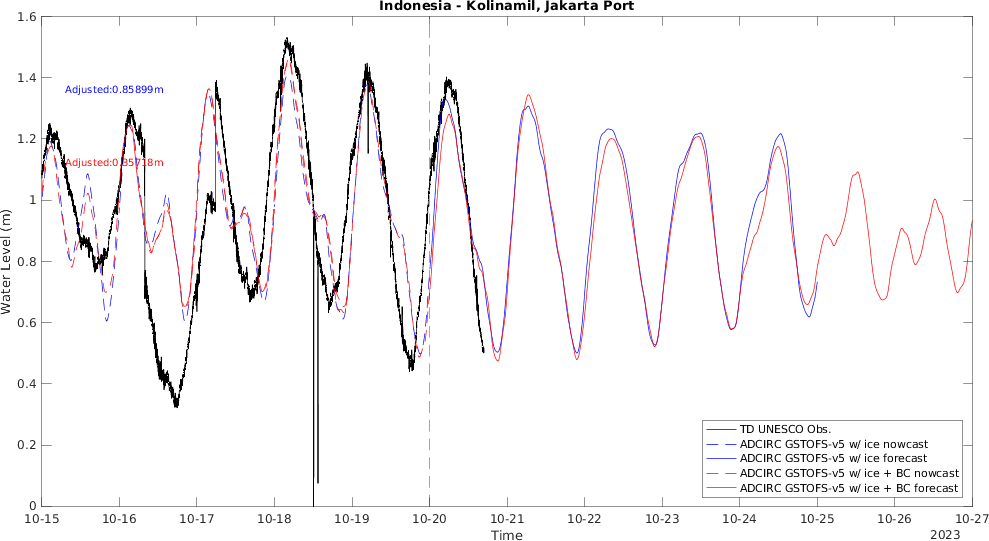 Indonesia - Kolinamil, Jakarta Port
1.6
1.4
1.2
1
0.8
0.6
0.4
0.2
0
Water Level (m)
Adjusted:0.85899m
Adjusted:0.85718m
TD UNESCO Obs.
ADCIRC GSTOFS-v5 w/ ice nowcast
ADCIRC GSTOFS-v5 w/ ice forecast
ADCIRC GSTOFS-v5 w/ ice + BC nowcast
ADCIRC GSTOFS-v5 w/ ice + BC forecast
10-15 10-16 10-17 10-18 10-19 10-20 10-21 10-22 10-23 10-24 10-25 10-26 10-27
Time
2023